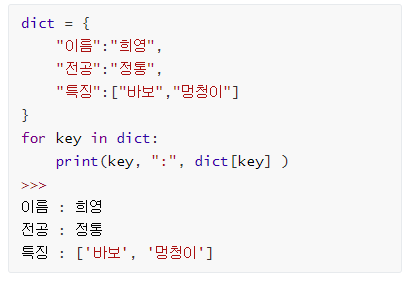 dict = {
    "이름":"희영",
    "전공":"정통",
    "특징":["바보","멍청이"]
}
for key in dict:
    print(key, ":", dict[key] )
>>>
이름 : 희영
전공 : 정통
특징 : ['바보', '멍청이']